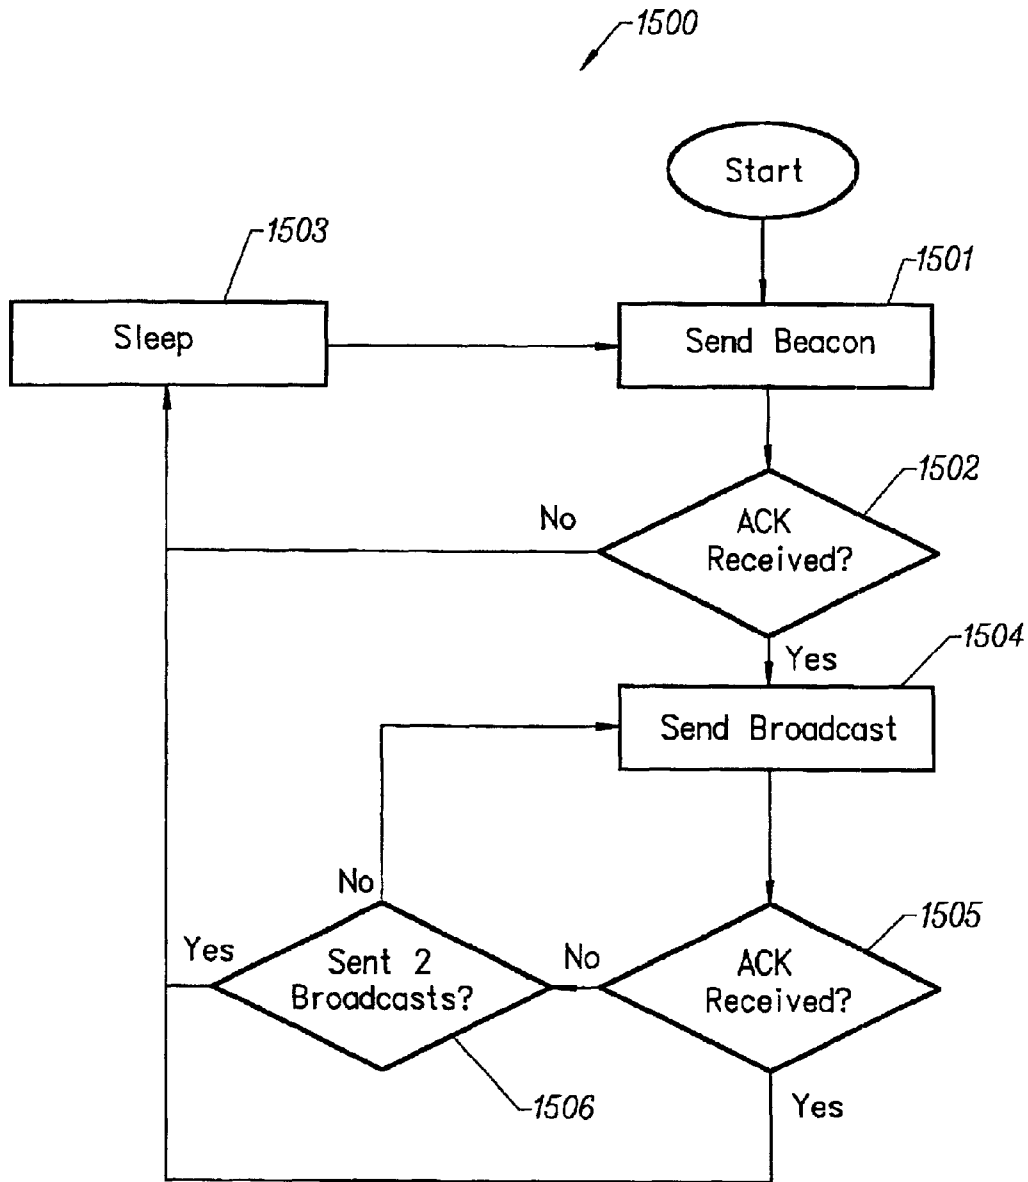 1500
Start
1503
1501
Sleep
Send Beacon
1502
No
ACK
Received?
1504
Yes
Send Broadcast
No
1505
Yes
Sent 2
Broadcasts?
No
ACK
Received?
1506
Yes